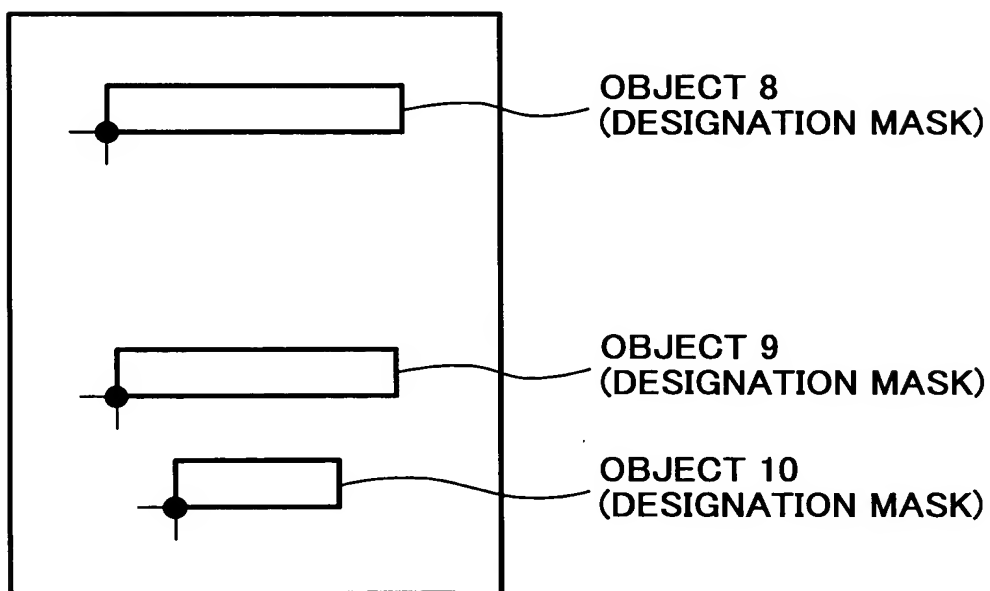 OBJECT 8
(DESIGNATION MASK)
OBJECT 9
(DESIGNATION MASK)
OBJECT 10
(DESIGNATION MASK)